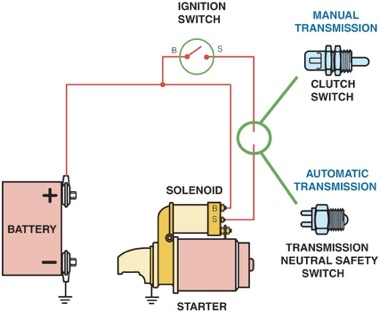 IGNITION
SWITCH
B
S
MANUAL
TRANSMISSION
CLUTCH
SWITCH
AUTOMATIC
TRANSMISSION
TRANSMISSION
NEUTRAL SAFETY
SWITCH
SOLENOID
B
S
+
BATTERY
−
STARTER